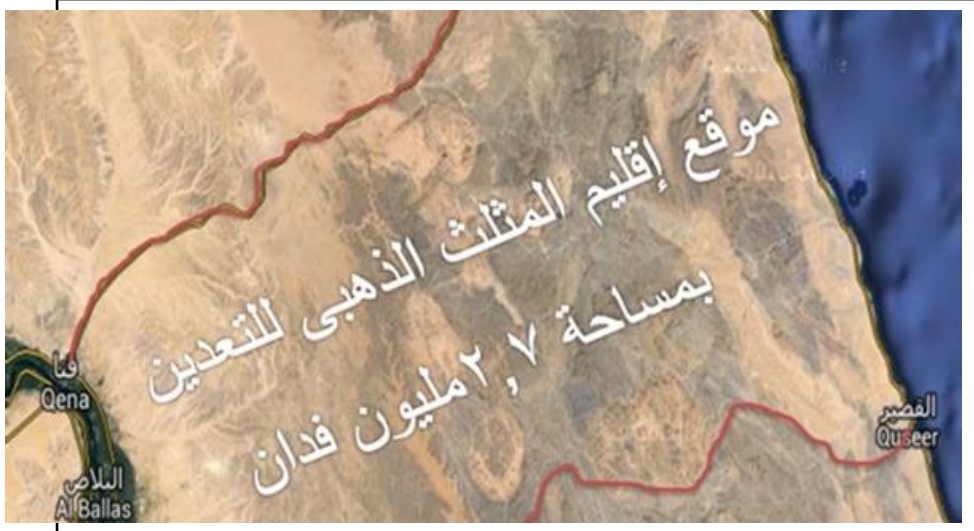 موقع إقليم المثلث الذهبى للتعدين
بمساحة ٢,٧ مليون فدان
قنا
Qena
البلاص
Al Ballas
القصير
Quseer